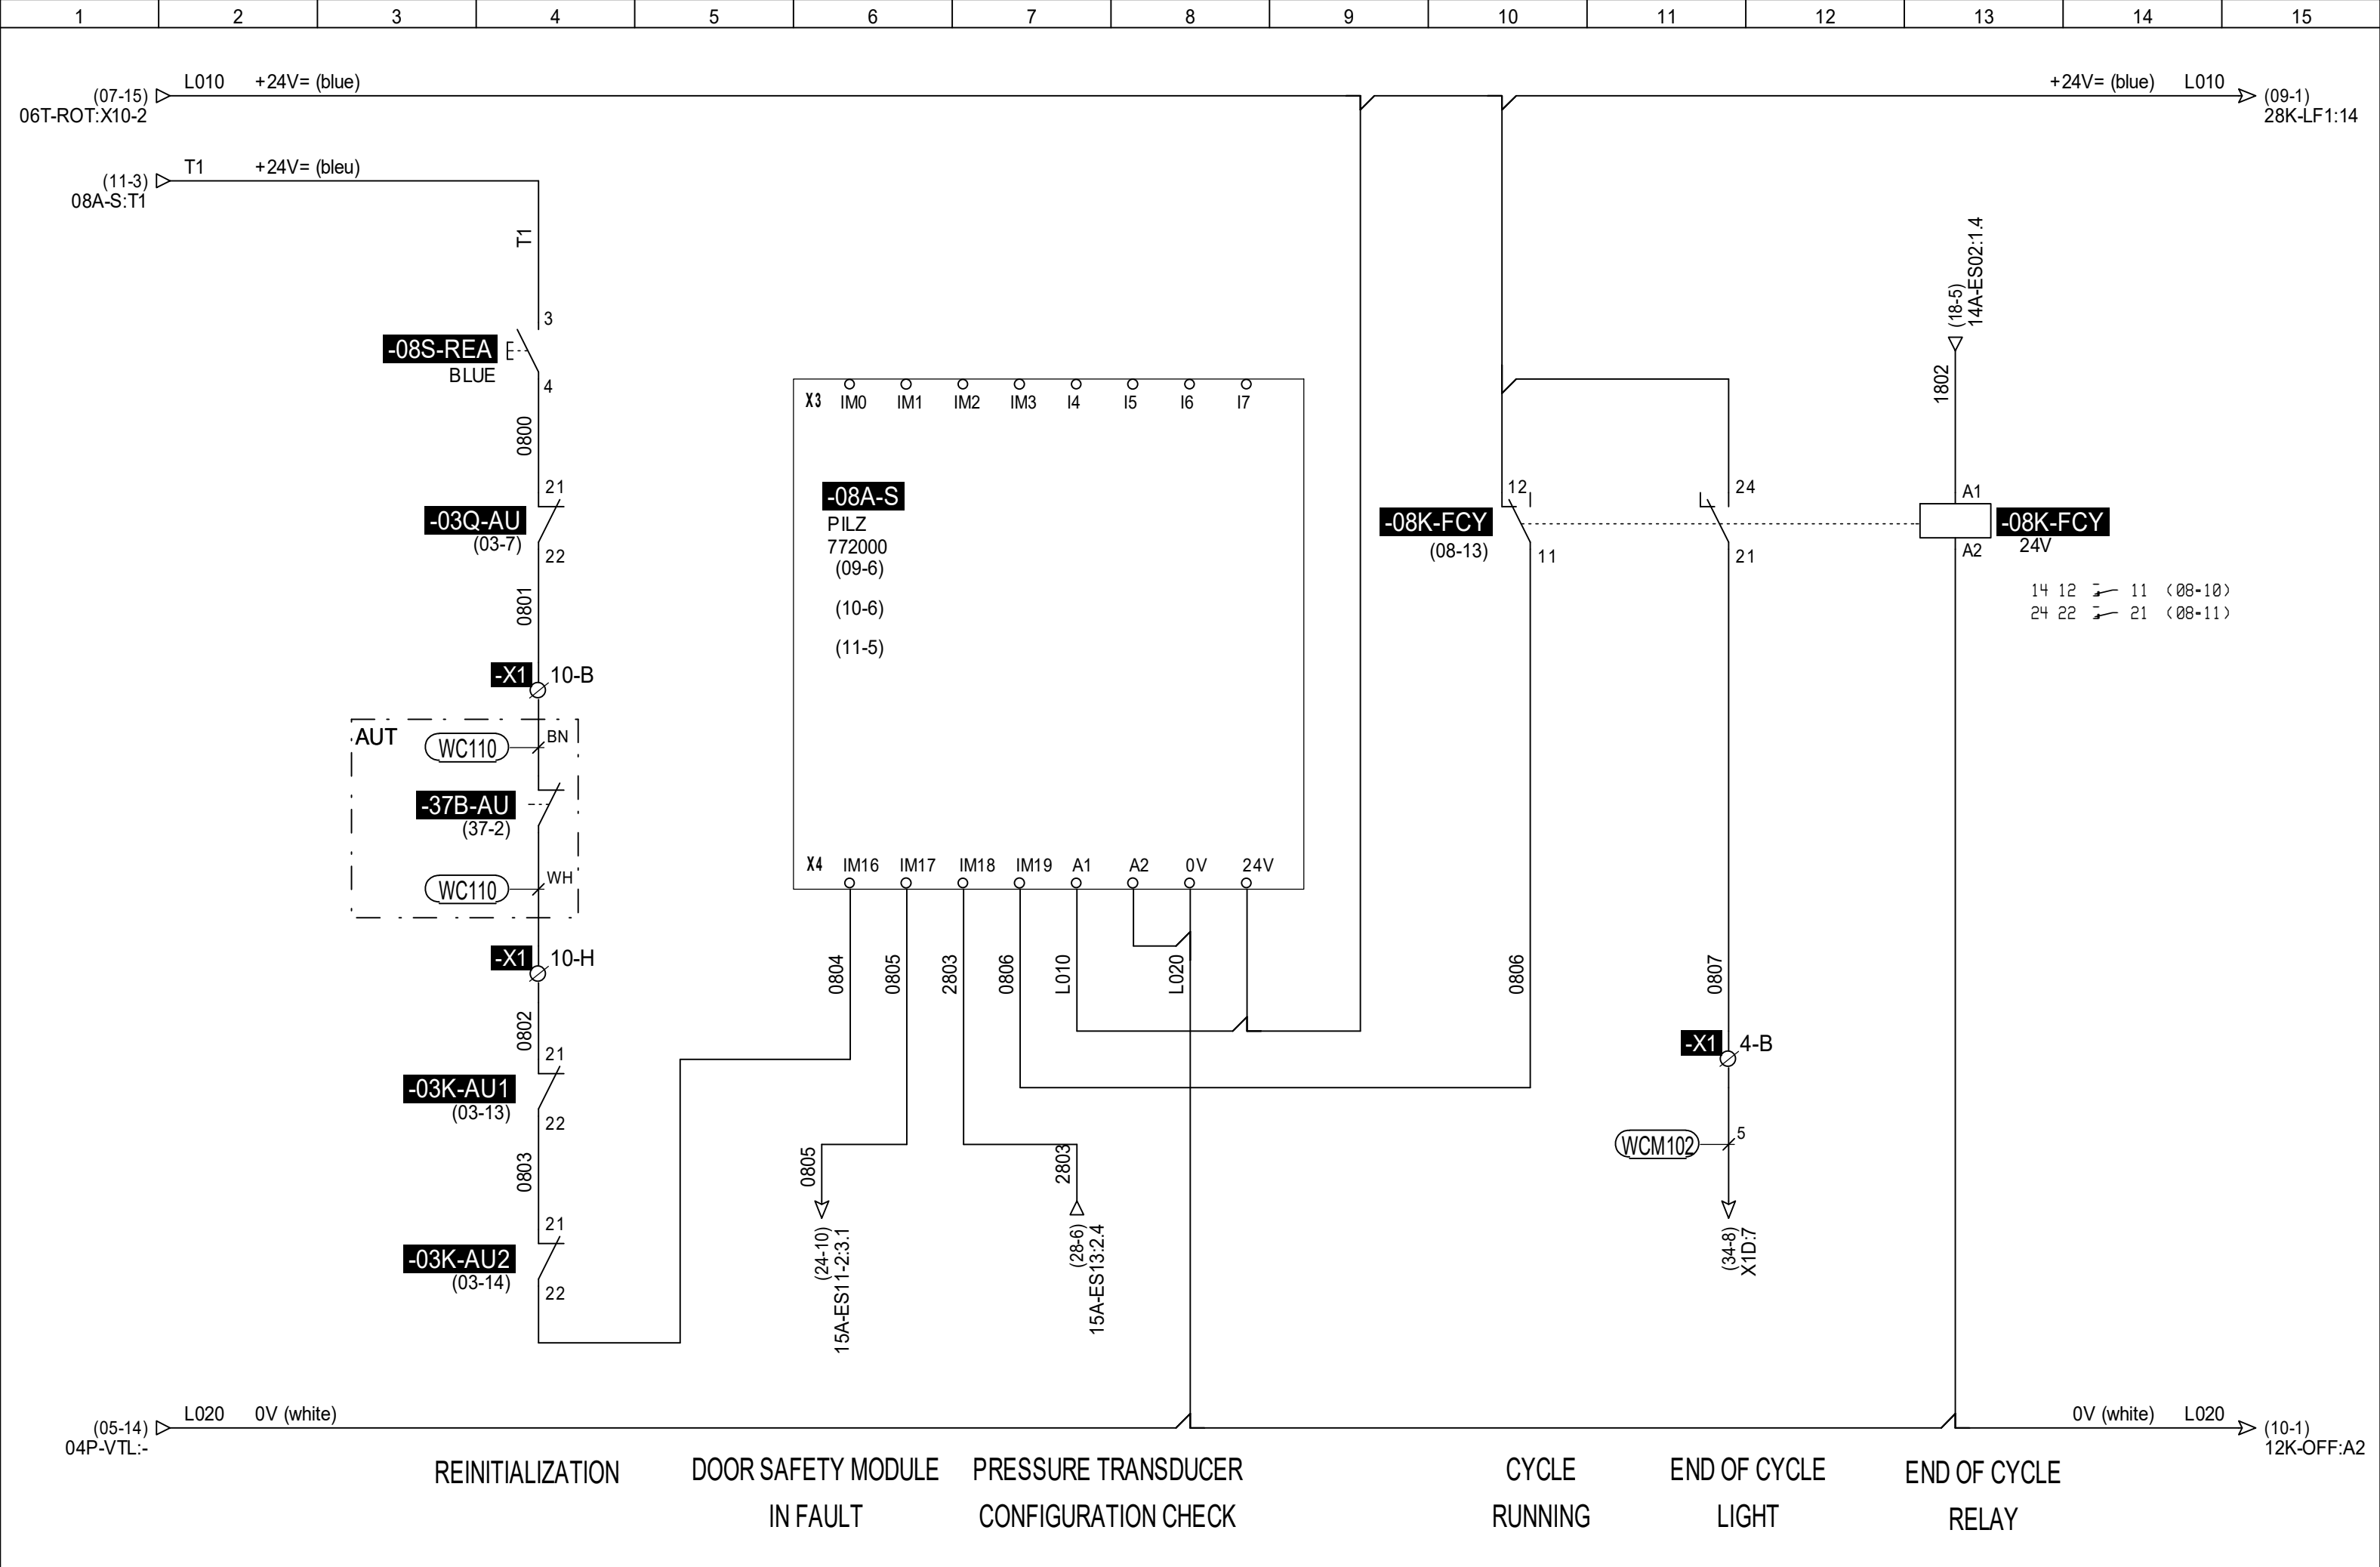 1 2 3 4 5 6 7 8 9 10 11 12 13 14 15
L010 +24V= (blue)
(07-15)
06T-ROT:X10-2
+24V= (blue) L010
(09-1)
28K-LF1:14
T1 +24V= (bleu)
(11-3)
08A-S:T1
T1
3
-08S-REA
BLUE
4
0800
21
-03Q-AU
(03-7)
22
0801
-X1 10-B
AUT
WC110
BN
-37B-AU
(37-2)
WC110
WH
-X1 10-H
0802
21
-03K-AU1
(03-13)
22
0803
21
-03K-AU2
(03-14)
22
X3 IM0 IM1 IM2 IM3 I4 I5 I6 I7
-08A-S
PILZ
772000
(09-6)
(10-6)
(11-5)
X4 IM16 IM17 IM18 IM19 A1 A2 0V 24V
0804
0805
2803
0806
L010
L020
0805
(24-10)
15A-ES11-2:3.1
2803
(28-6)
15A-ES13:2.4
12
-08K-FCY
(08-13)
11
0806
24
21
0807
-X1 4-B
WCM102
5
(34-8)
X1D:7
(18-5)
14A-ES02:1.4
1802
A1
-08K-FCY
24V
A2
14 12 11 (08-10)
24 22 21 (08-11)
L020 0V (white)
(05-14)
04P-VTL:-
0V (white) L020
(10-1)
12K-OFF:A2
REINITIALIZATION
DOOR SAFETY MODULE
IN FAULT
PRESSURE TRANSDUCER
CONFIGURATION CHECK
CYCLE
RUNNING
END OF CYCLE
LIGHT
END OF CYCLE
RELAY